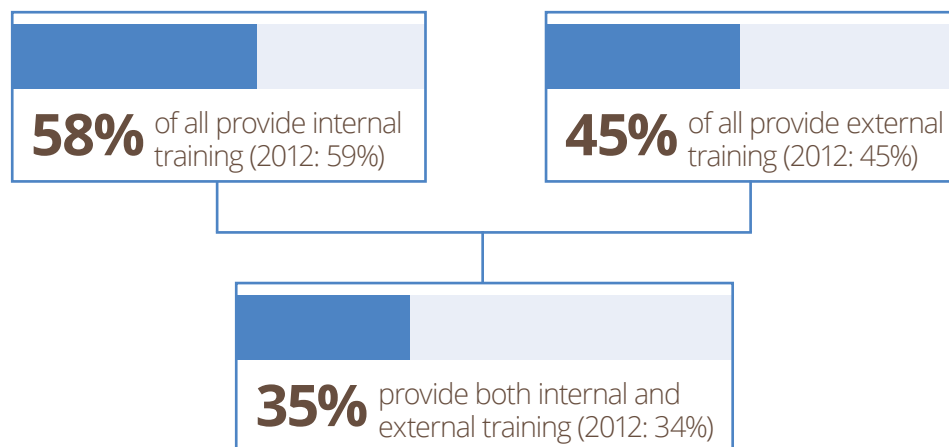 58% of all provide internal
training (2012: 59%)
45% of all provide external
training (2012: 45%)
35% provide both internal and
external training (2012: 34%)